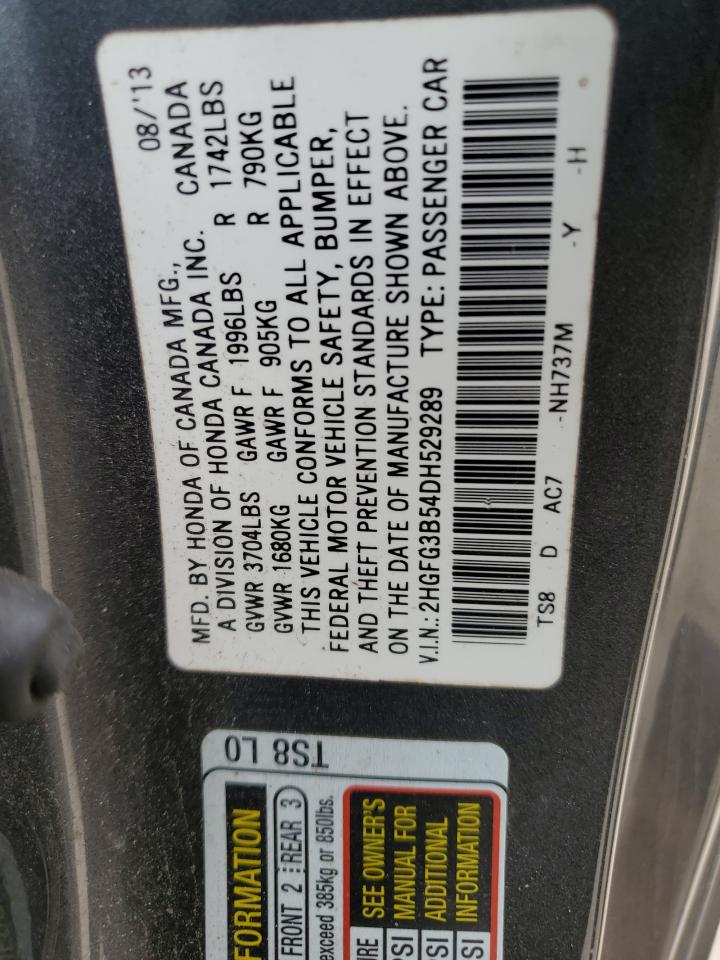 MFD. BY HONDA OF CANADA MFG., 08/'13
A DIVISION OF HONDA CANADA INC. CANADA
GVWR 3704LBS GAWR F 1996LBS R 1742LBS
GVWR 1680KG GAWR F 905KG R 790KG
THIS VEHICLE CONFORMS TO ALL APPLICABLE
FEDERAL MOTOR VEHICLE SAFETY, BUMPER,
AND THEFT PREVENTION STANDARDS IN EFFECT
ON THE DATE OF MANUFACTURE SHOWN ABOVE.
V.I.N.: 2HGFG3B54DH529289 TYPE: PASSENGER CAR
TS8 D AC7 -NH737M -Y -H
TS8 L0
FORMATION
FRONT 2 REAR 3
exceed 385kg or 850lbs.
SEE OWNER'S
MANUAL FOR
ADDITIONAL
INFORMATION